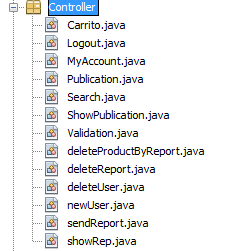 Controller
Carrito.java
Logout.java
MyAccount.java
Publication.java
Search.java
ShowPublication.java
Validation.java
deleteProductByReport.java
deleteReport.java
deleteUser.java
newUser.java
sendReport.java
showRep.java